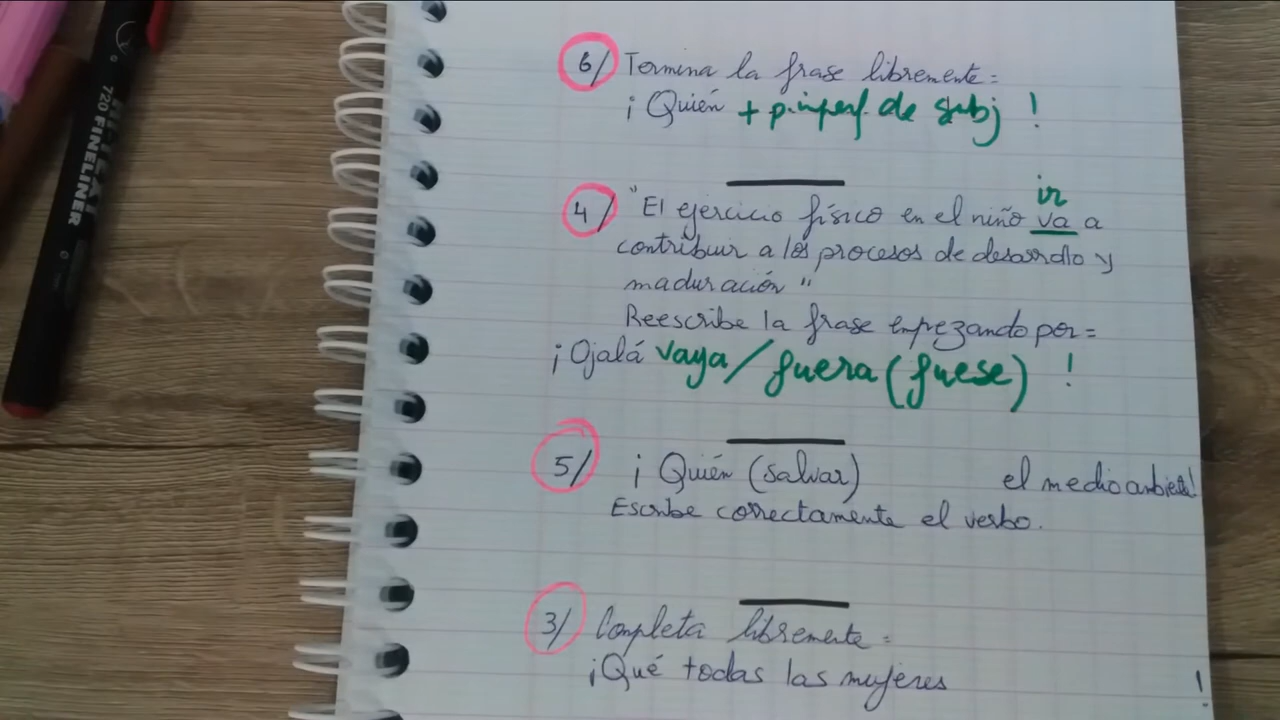 6/ Termina la frase libremente =
¡Quién + p. imperf. de subj !
ir
4/ "El ejercicio físico en el niño va a
contribuir a los procesos de desarrollo y
maduración"
Reescribe la frase empezando por =
¡Ojalá vaya / fuera (fuese) !
5/ ¡Quién (salvar) el medio ambiente!
Escribe correctamente el verbo.
3/ Completa libremente =
¡Qué todas las mujeres !
720 FINELINER